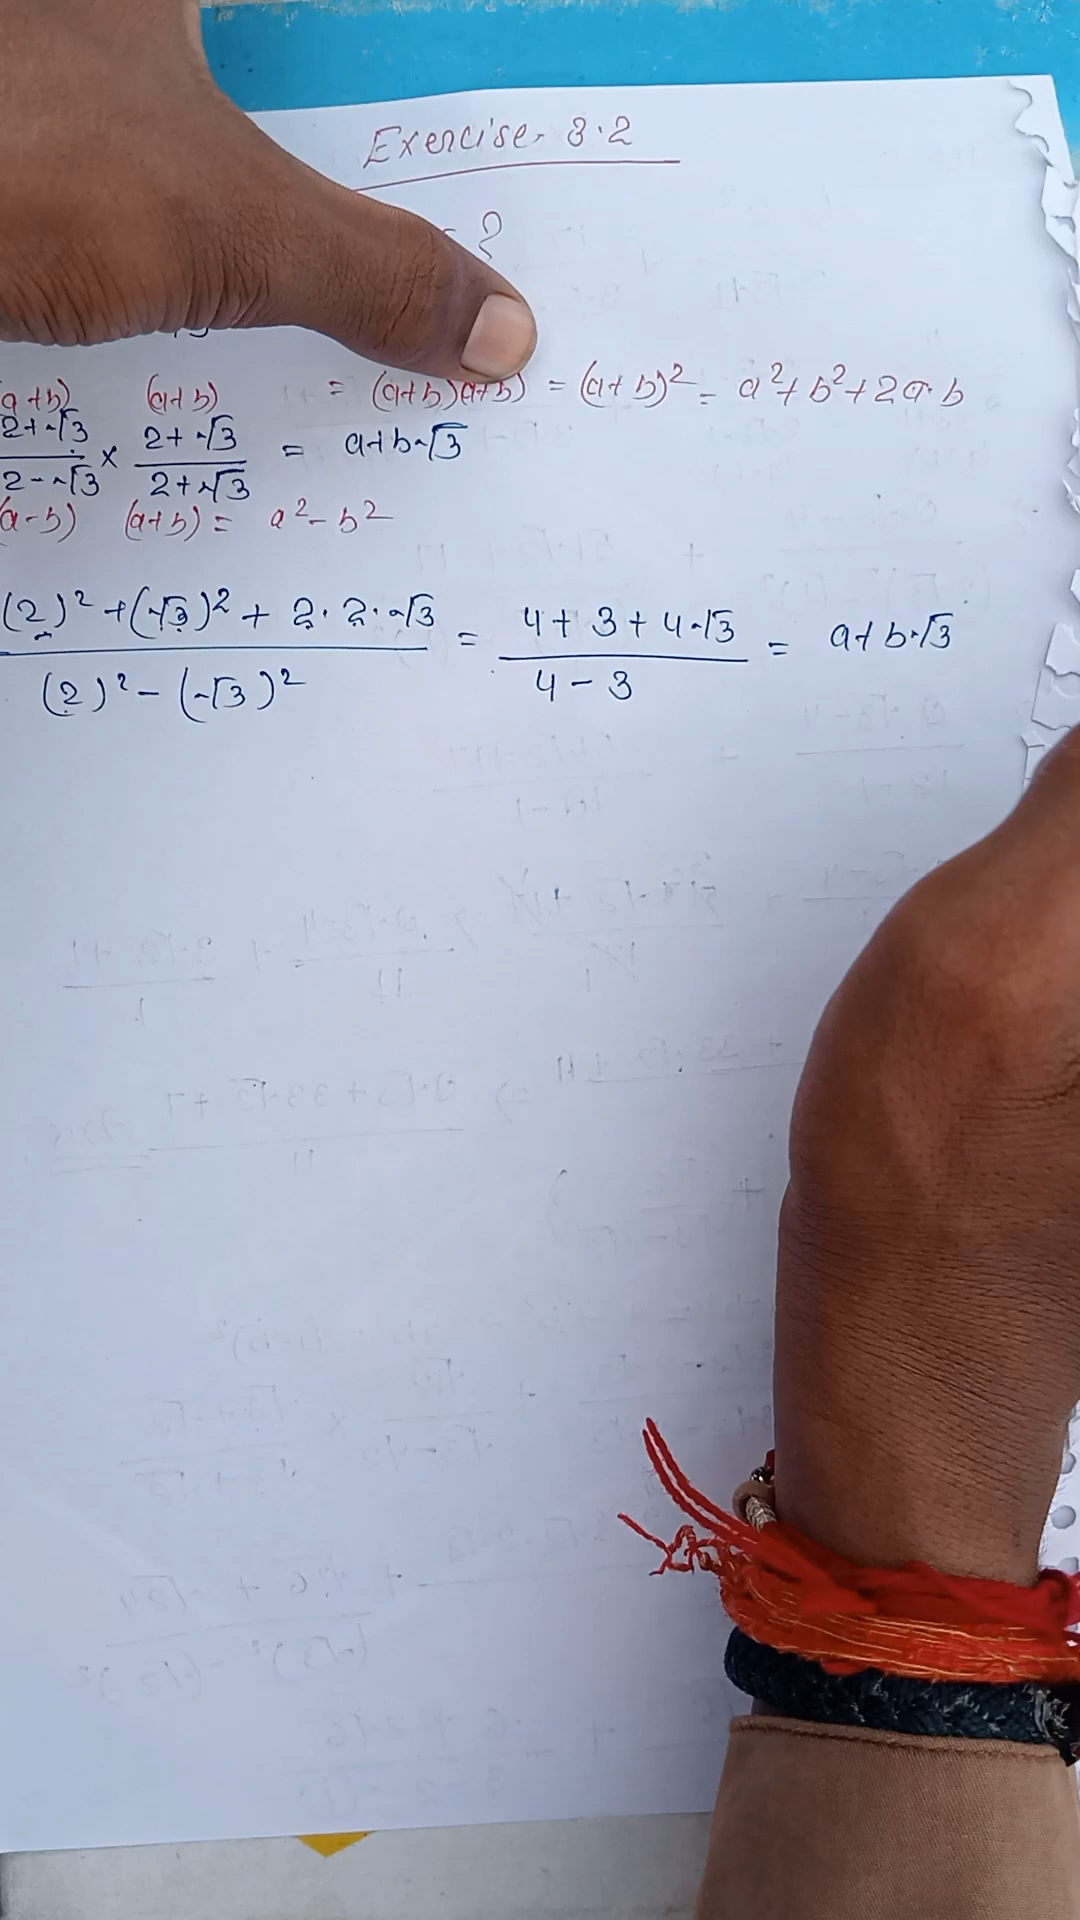 Exercise- 3.2
?
(a+b) (a+b) = (a+b)(a+b) = (a+b)² = a²+b²+2a·b
2+√3/2-√3 × 2+√3/2+√3 = a+b√3
(a-b) (a+b) = a²-b²
(2)²+(√3)²+2·2·√3/(2)²-(√3)² = 4+3+4√3/4-3 = a+b√3